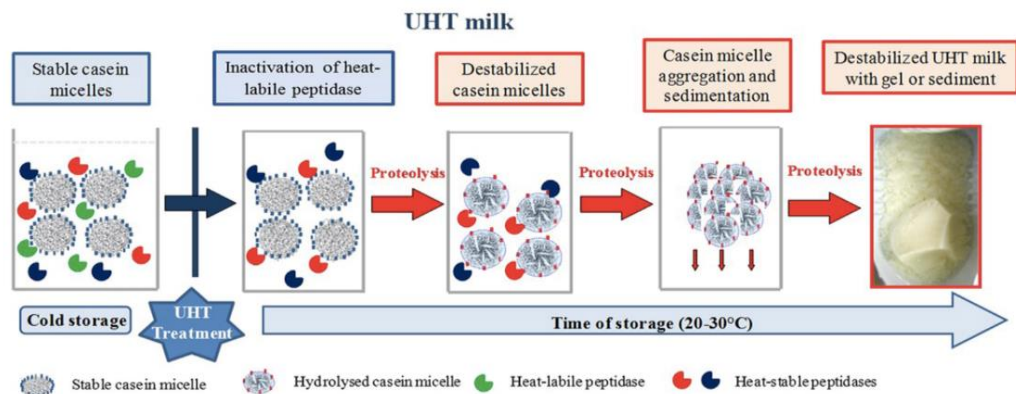 UHT milk
Stable casein
micelles
Inactivation of heat-
labile peptidase
Destabilized
casein micelles
Casein micelle
aggregation and
sedimentation
Destabilized UHT milk
with gel or sediment
Proteolysis
Proteolysis
Proteolysis
Cold storage
UHT
Treatment
Time of storage (20-30°C)
Stable casein micelle
Hydrolysed casein micelle
Heat-labile peptidase
Heat-stable peptidases